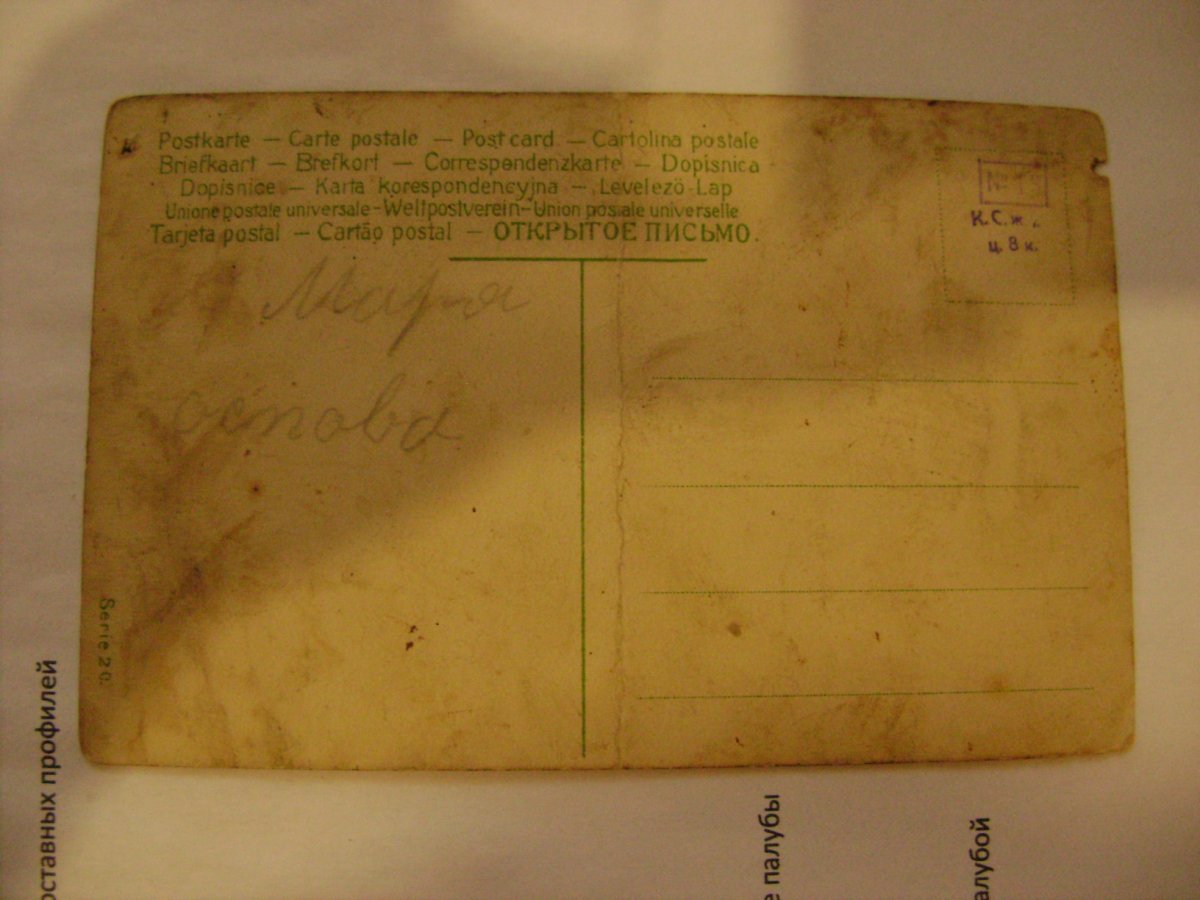 Postkarte — Carte postale — Post card — Cartolina postale
Briefkaart — Brefkort — Correspondenzkarte — Dopisnica
Dopisnice — Karta korespondencyjna — Levelező-Lap
Unione postale universale - Weltpostverein - Union postale universelle
Tarjeta postal — Cartão postal — ОТКРЫТОЕ ПИСЬМО.
К.С.ж
ц. 8 к.
остова
Serie 20.
оставных профилей
е палубы
алубой